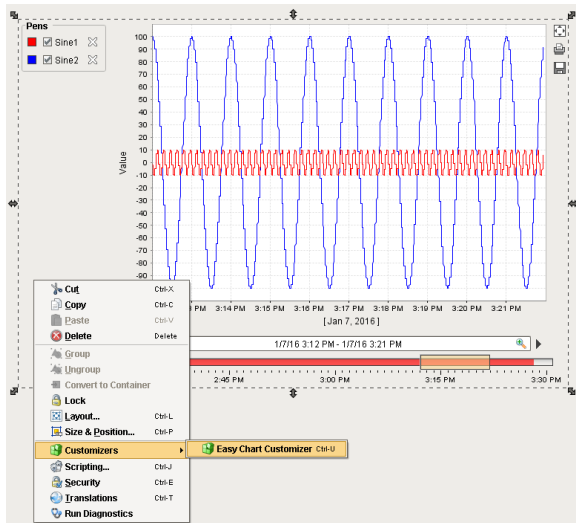 Pens
Sine1
Sine2
100
90
80
70
60
50
40
30
20
10
0
-10
-20
-30
-40
-50
-60
-70
-80
-90
Value
PM 3:14 PM 3:15 PM 3:16 PM 3:17 PM 3:18 PM 3:19 PM 3:20 PM 3:21 PM
[Jan 7, 2016]
1/7/16 3:12 PM - 1/7/16 3:21 PM
2:45 PM 3:00 PM 3:15 PM 3:30 PM
Cut Ctrl-X
Copy Ctrl-C
Paste Ctrl-V
Delete Delete
Group
Ungroup
Convert to Container
Lock
Layout... Ctrl-L
Size & Position... Ctrl-P
Customizers
Easy Chart Customizer Ctrl-U
Scripting... Ctrl-J
Security Ctrl-E
Translations Ctrl-T
Run Diagnostics